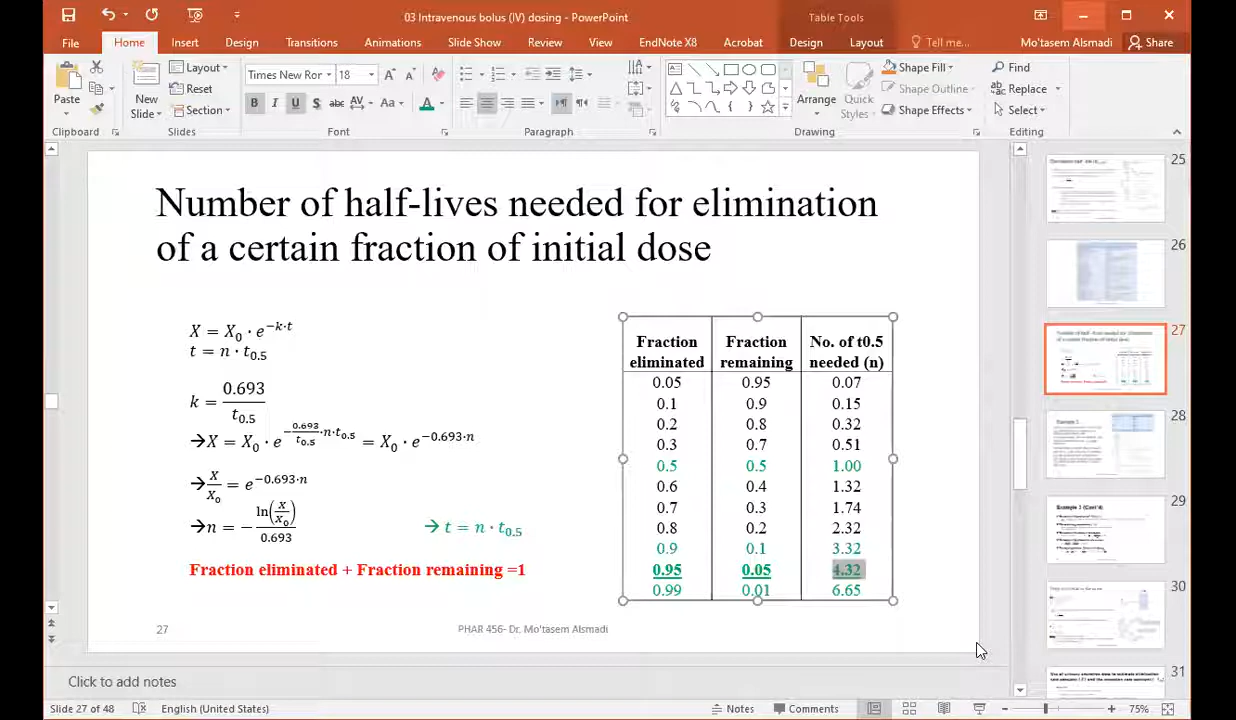 03 Intravenous bolus (IV) dosing - PowerPoint
Table Tools
File Home Insert Design Transitions Animations Slide Show Review View EndNote X8 Acrobat Design Layout Tell me... Mo'tasem Alsmadi Share
Paste
Clipboard
New Slide
Layout
Reset
Section
Slides
Times New Ror 18
B I U S abc AV Aa A
Font
Paragraph
Arrange
Quick Styles
Shape Fill
Shape Outline
Shape Effects
Drawing
Find
Replace
Select
Editing
Number of half-lives needed for elimination
of a certain fraction of initial dose
X = X₀ · e^(−k·t)
t = n · t₀.₅
k = 0.693 / t₀.₅
→X = X₀ · e^(−(0.693/t₀.₅)·n·t₀.₅) = X₀ · e^(−0.693·n)
→X/X₀ = e^(−0.693·n)
→n = − ln(X/X₀) / 0.693
→ t = n · t₀.₅
Fraction eliminated + Fraction remaining =1
Fraction eliminated Fraction remaining No. of t0.5 needed (n)
0.05 0.95 0.07
0.1 0.9 0.15
0.2 0.8 0.32
0.3 0.7 0.51
0.5 0.5 1.00
0.6 0.4 1.32
0.7 0.3 1.74
0.8 0.2 2.32
0.9 0.1 3.32
0.95 0.05 4.32
0.99 0.01 6.65
27
PHAR 456- Dr. Mo'tasem Alsmadi
25
26
27
28
29
30
31
Click to add notes
Slide 27 of 48 English (United States) Notes Comments 75%